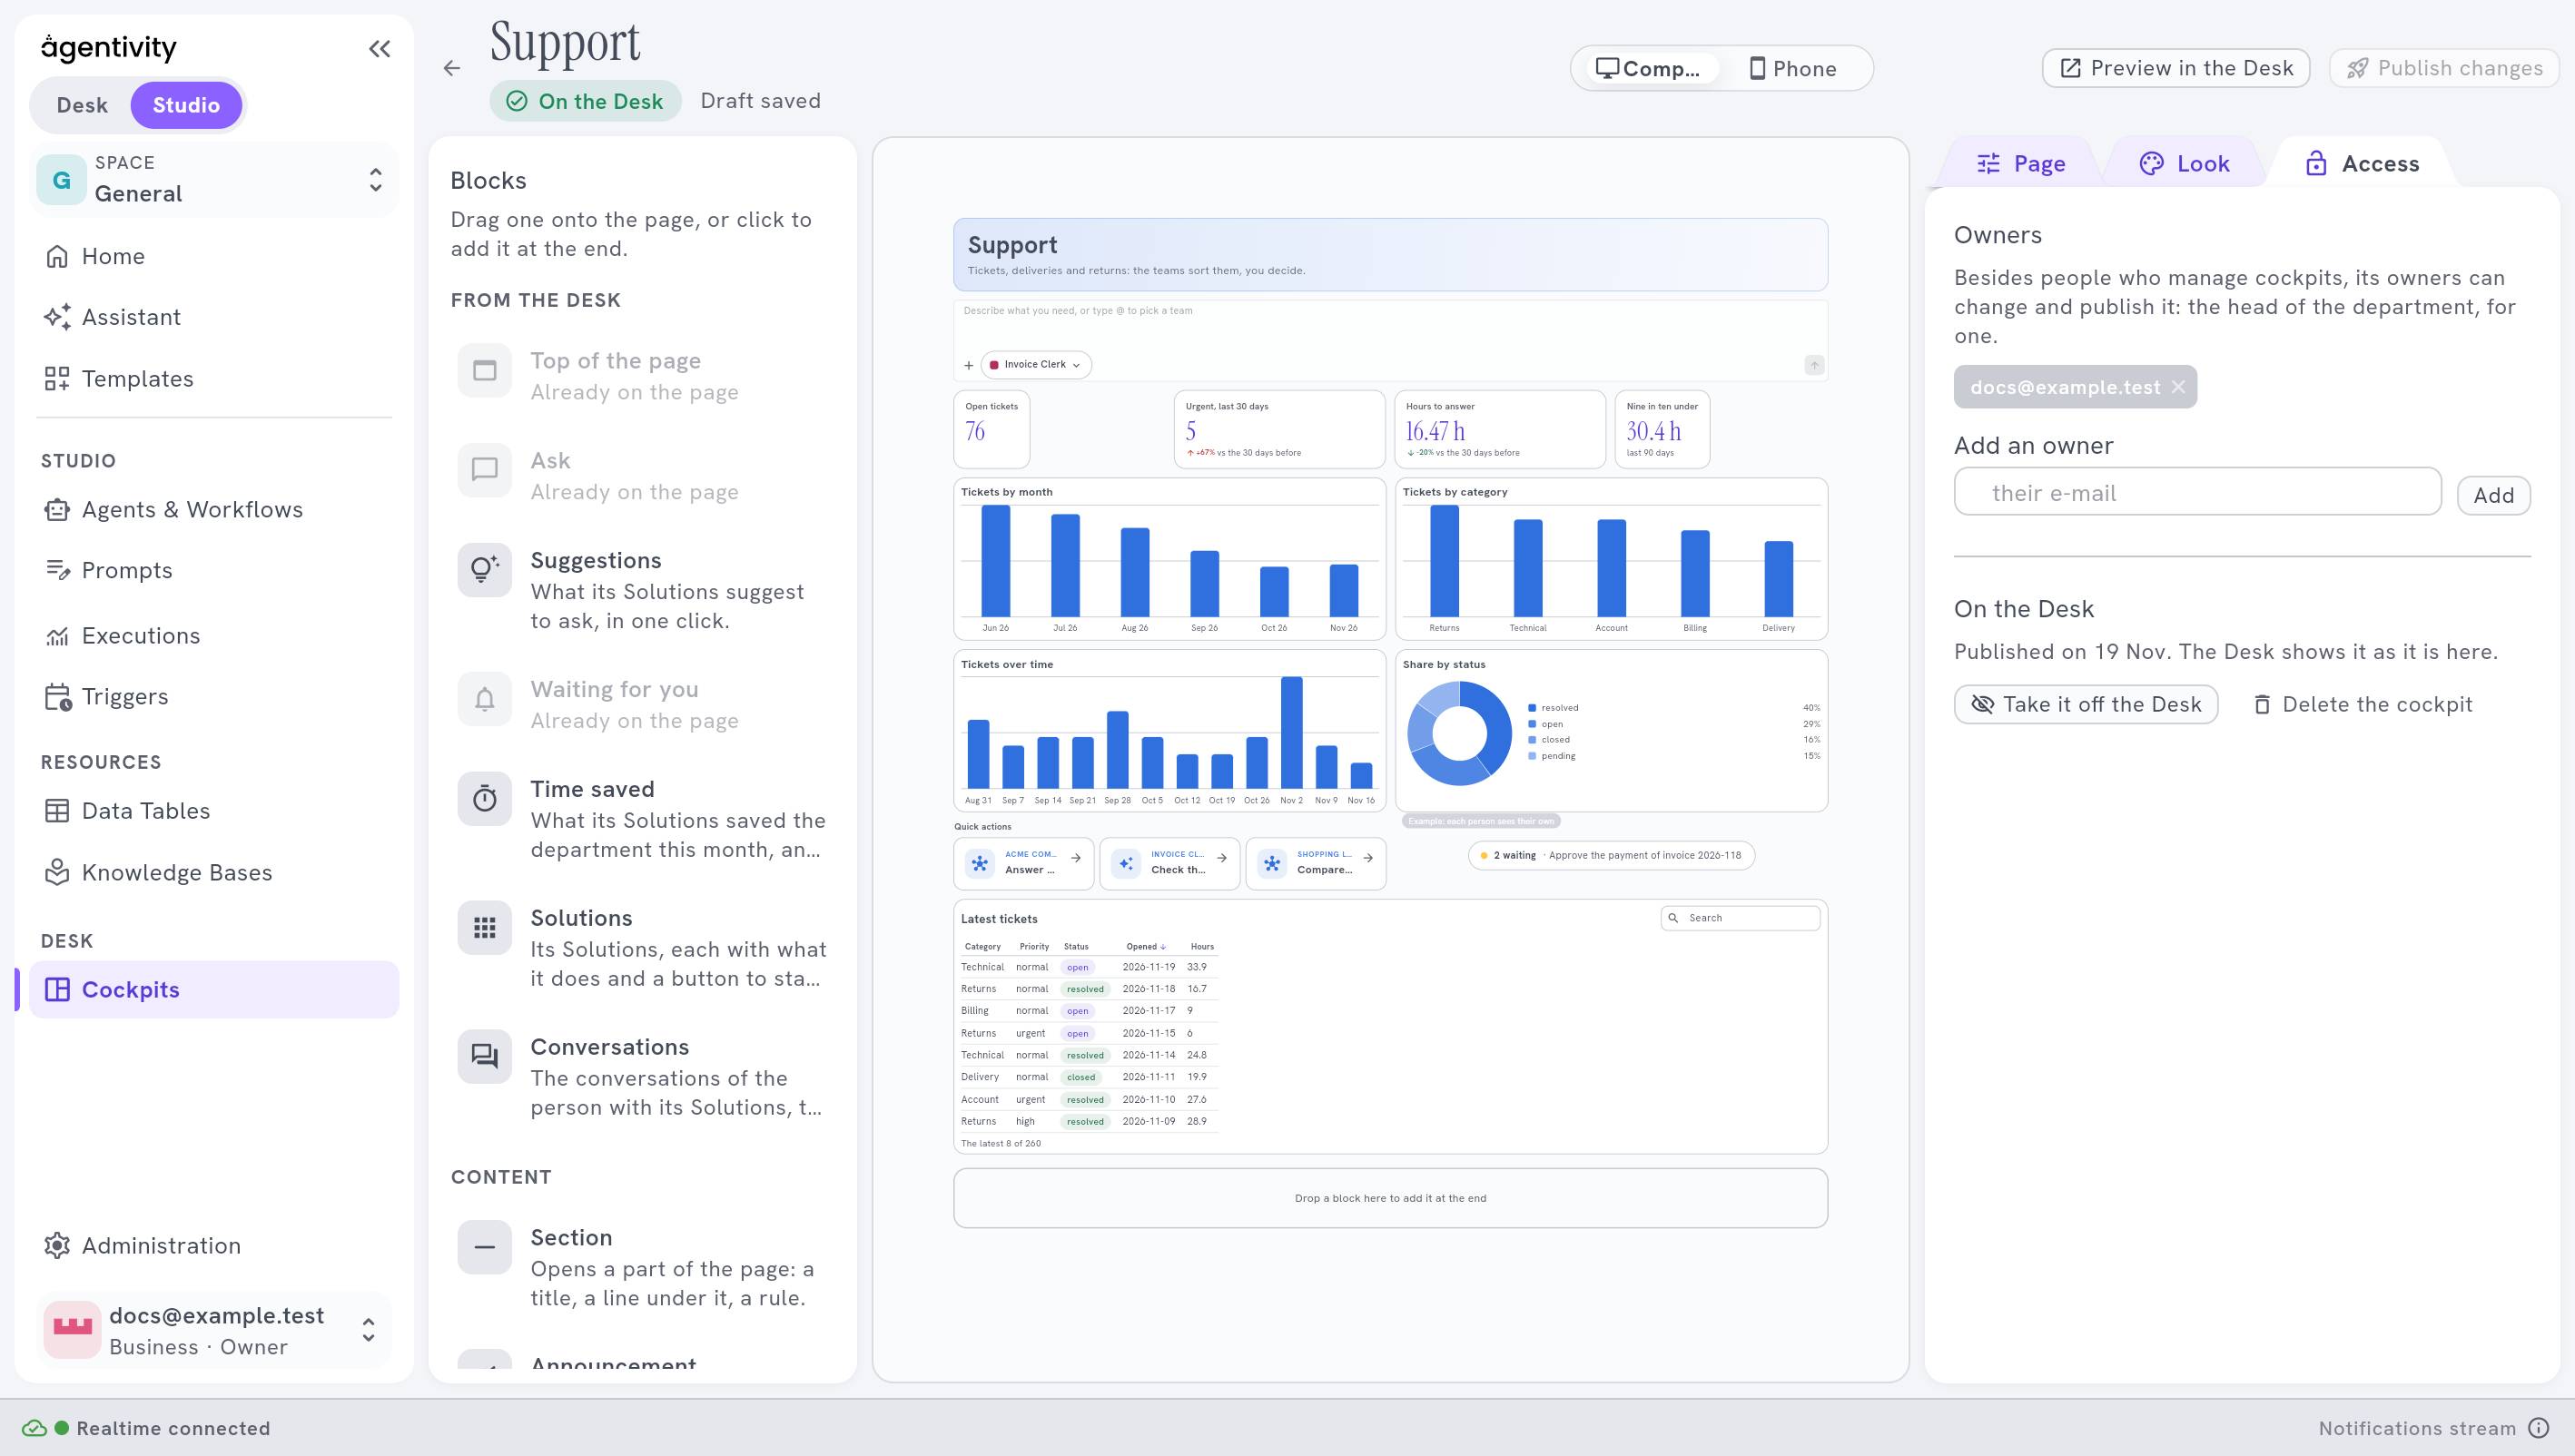 agentivity
Desk
Studio
SPACE
G
General
Home
Assistant
Templates
STUDIO
Agents & Workflows
Prompts
Executions
Triggers
RESOURCES
Data Tables
Knowledge Bases
DESK
Cockpits
Administration
docs@example.test
Business · Owner
Support
On the Desk
Draft saved
Comp...
Phone
Preview in the Desk
Publish changes
Blocks
Drag one onto the page, or click to
add it at the end.
FROM THE DESK
Top of the page
Already on the page
Ask
Already on the page
Suggestions
What its Solutions suggest
to ask, in one click.
Waiting for you
Already on the page
Time saved
What its Solutions saved the
department this month, an...
Solutions
Its Solutions, each with what
it does and a button to sta...
Conversations
The conversations of the
person with its Solutions, t...
CONTENT
Section
Opens a part of the page: a
title, a line under it, a rule.
Announcement
Support
Tickets, deliveries and returns: the teams sort them, you decide.
Describe what you need, or type @ to pick a team
Invoice Clerk
Open tickets
76
Urgent, last 30 days
5
+67% vs the 30 days before
Hours to answer
16.47 h
-20% vs the 30 days before
Nine in ten under
30.4 h
last 90 days
Tickets by month
Jun 26 Jul 26 Aug 26 Sep 26 Oct 26 Nov 26
Tickets by category
Returns Technical Account Billing Delivery
Tickets over time
Aug 31 Sep 7 Sep 14 Sep 21 Sep 28 Oct 5 Oct 12 Oct 19 Oct 26 Nov 2 Nov 9 Nov 16
Share by status
resolved 40%
open 29%
closed 16%
pending 15%
Quick actions
ACME COM...
Answer ...
INVOICE CL...
Check th...
SHOPPING L...
Compare...
Example: each person sees their own
2 waiting · Approve the payment of invoice 2026-118
Latest tickets
Search
Category Priority Status Opened Hours
Technical normal open 2026-11-19 33.9
Returns normal resolved 2026-11-18 16.7
Billing normal open 2026-11-17 9
Returns urgent open 2026-11-15 6
Technical normal resolved 2026-11-14 24.8
Delivery normal closed 2026-11-11 19.9
Account urgent resolved 2026-11-10 27.6
Returns high resolved 2026-11-09 28.9
The latest 8 of 260
Drop a block here to add it at the end
Page
Look
Access
Owners
Besides people who manage cockpits, its owners can
change and publish it: the head of the department, for
one.
docs@example.test
Add an owner
their e-mail
Add
On the Desk
Published on 19 Nov. The Desk shows it as it is here.
Take it off the Desk
Delete the cockpit
Realtime connected
Notifications stream